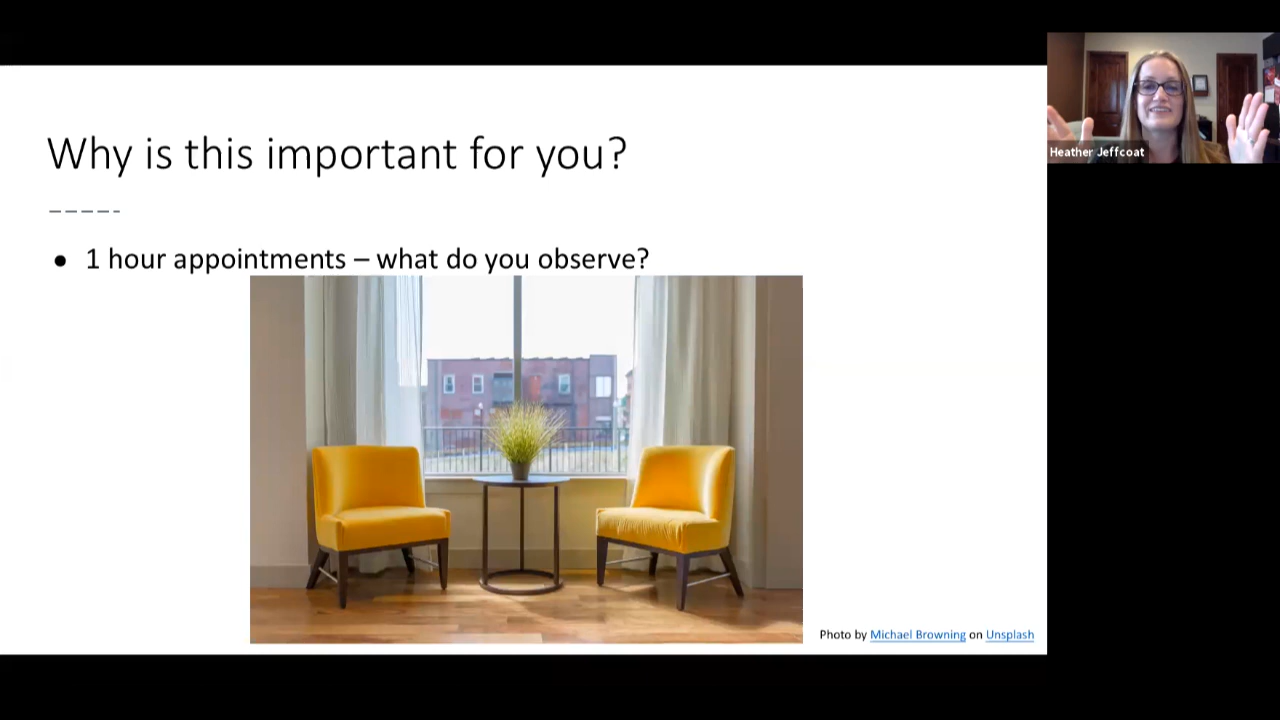 Why is this important for you?
● 1 hour appointments – what do you observe?
Photo by Michael Browning on Unsplash
Heather Jeffcoat